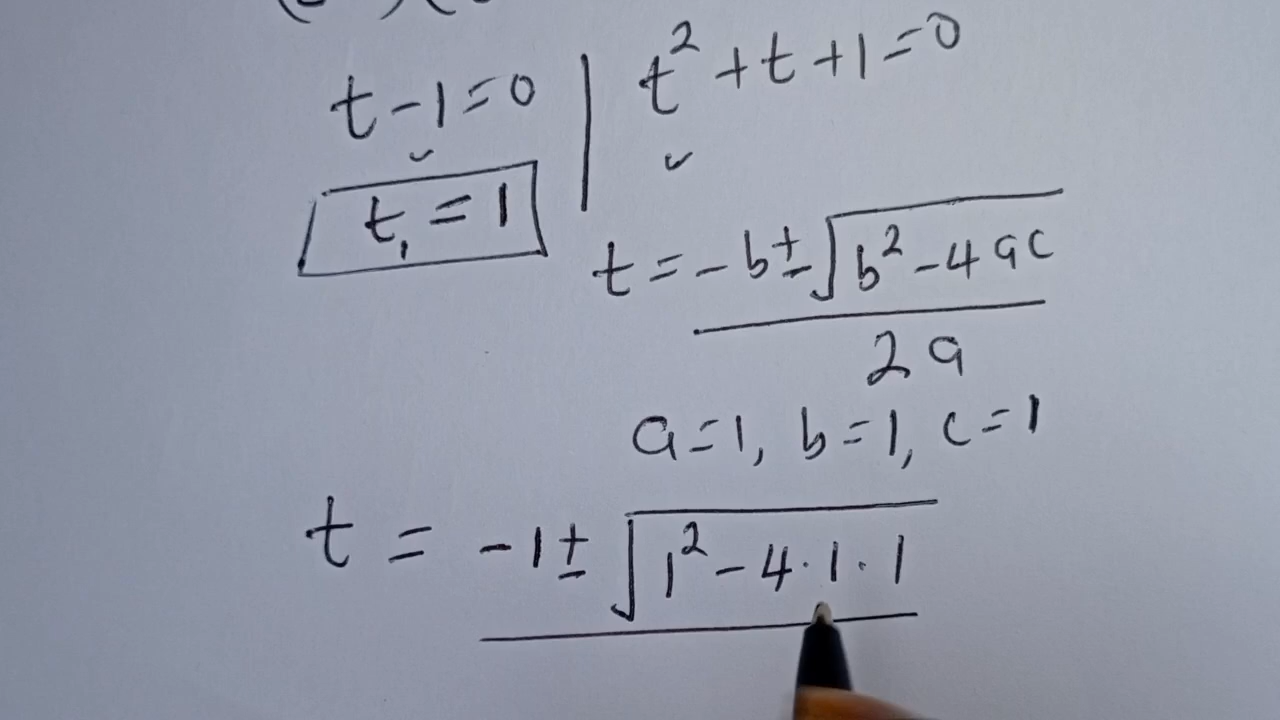 t-1=0 | t²+t+1=0
t₁=1
t=-b±√b²-4ac
2a
a=1, b=1, c=1
t = -1±√1²-4·1·1